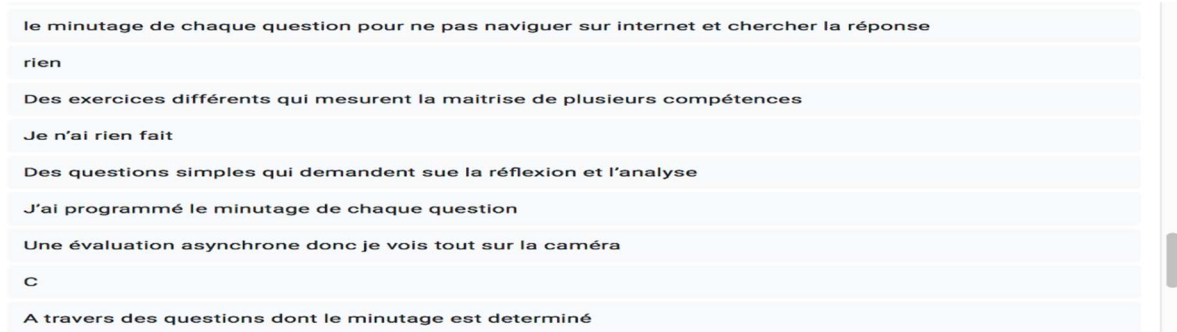 le minutage de chaque question pour ne pas naviguer sur internet et chercher la réponse
rien
Des exercices différents qui mesurent la maitrise de plusieurs compétences
Je n'ai rien fait
Des questions simples qui demandent sue la réflexion et l'analyse
J'ai programmé le minutage de chaque question
Une évaluation asynchrone donc je vois tout sur la caméra
C
A travers des questions dont le minutage est determiné